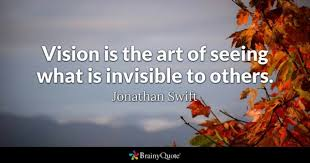 Vision is the art of seeing
what is invisible to others.
Jonathan Swift
BrainyQuote®